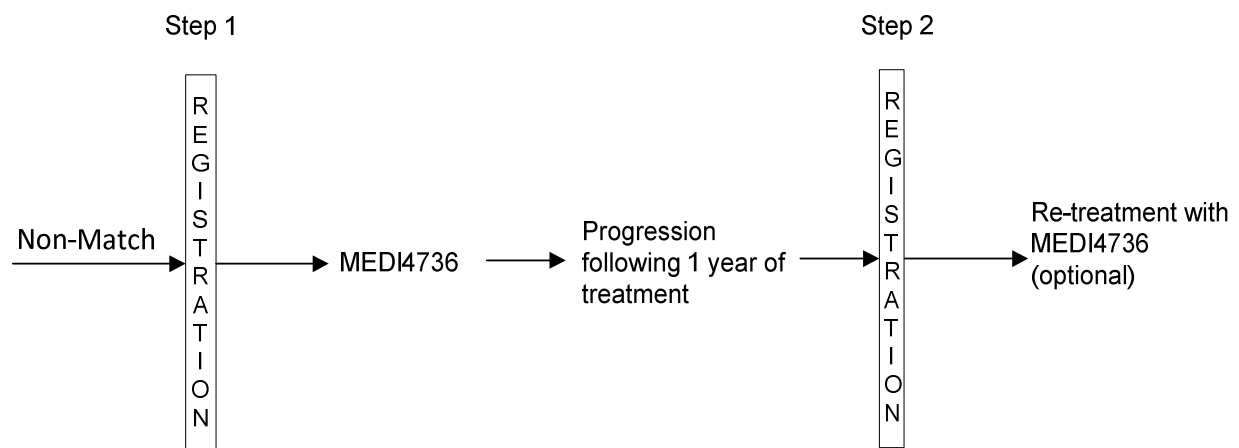 Step 1
Step 2
REGISTRATION
Non-Match
MEDI4736
Progression
following 1 year of
treatment
REGISTRATION
Re-treatment with
MEDI4736
(optional)